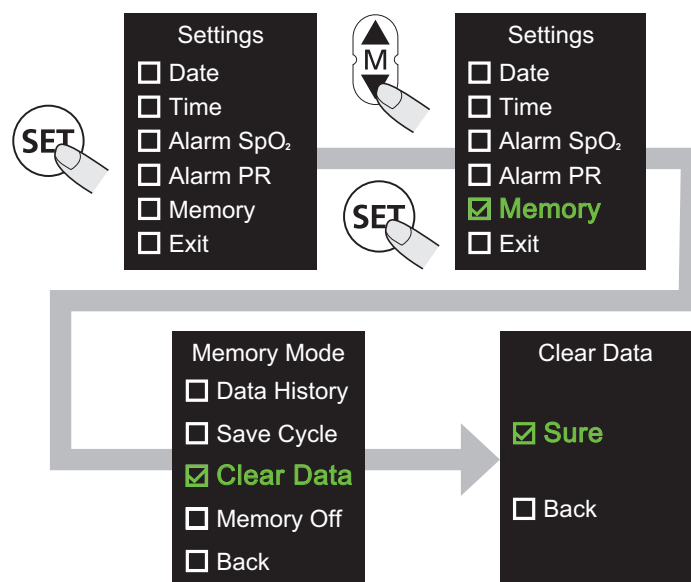 SET
Settings
Date
Time
Alarm SpO₂
Alarm PR
Memory
Exit
M
SET
Settings
Date
Time
Alarm SpO₂
Alarm PR
Memory
Exit
Memory Mode
Data History
Save Cycle
Clear Data
Memory Off
Back
Clear Data
Sure
Back